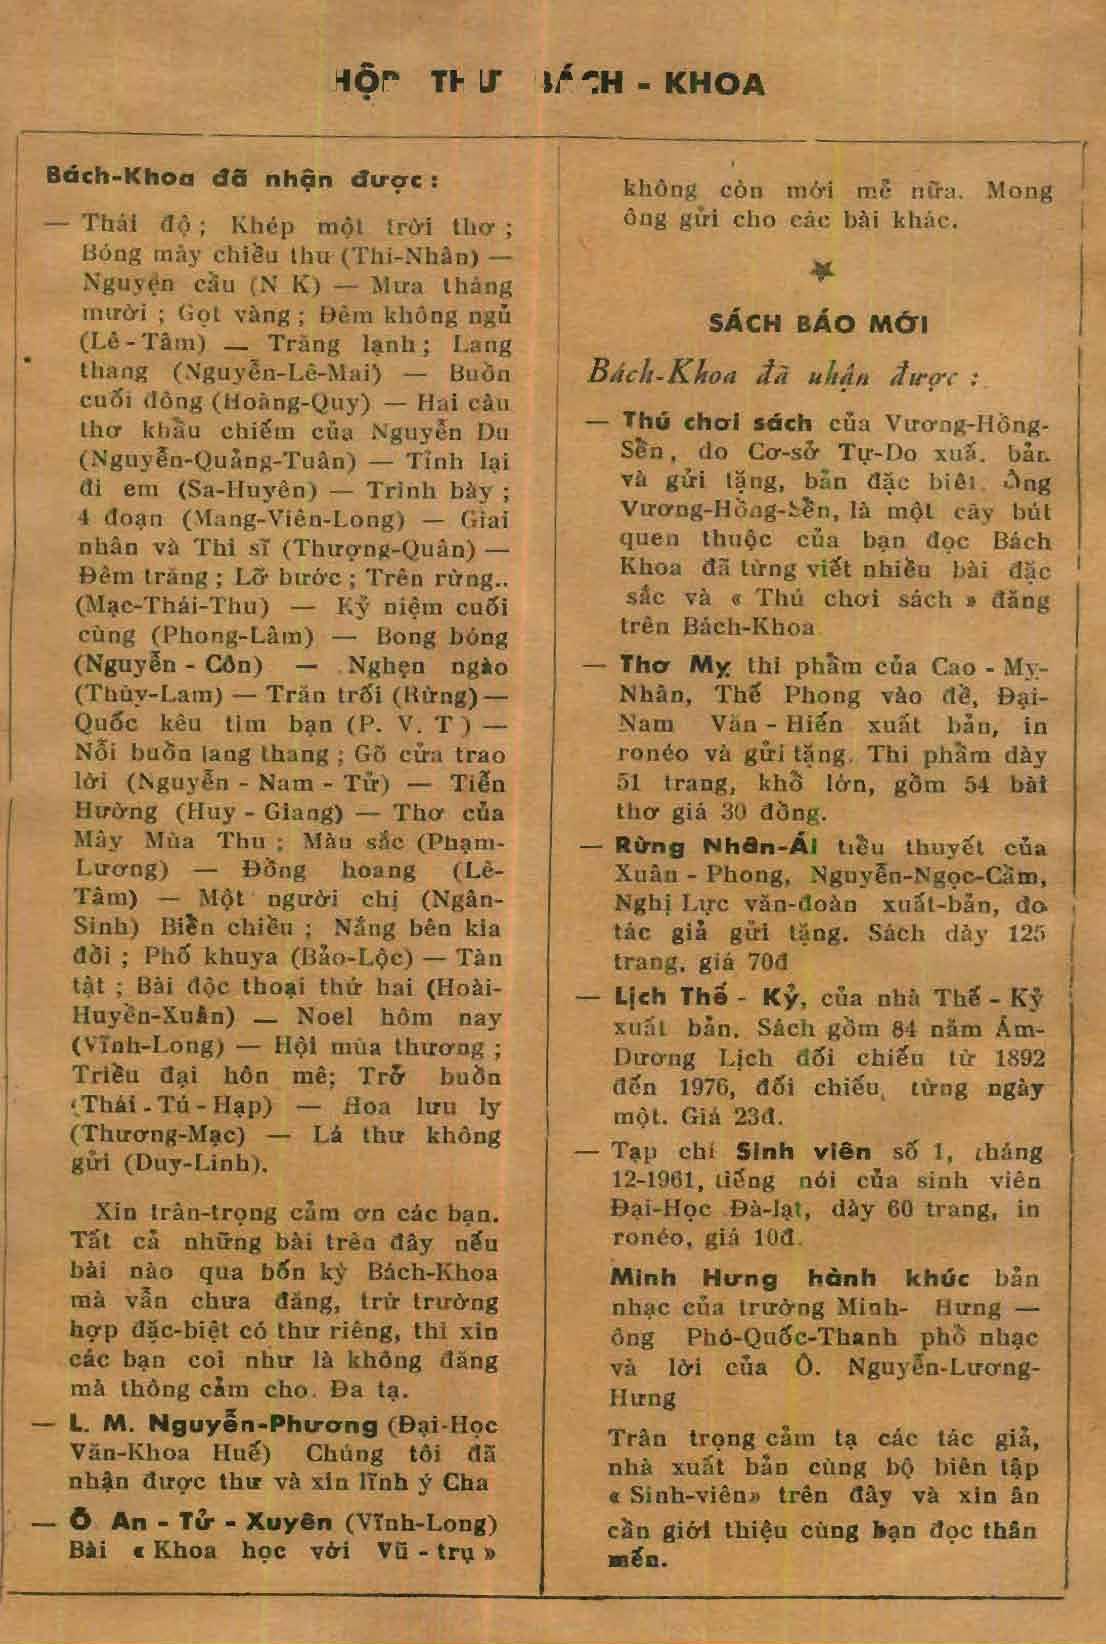 HỘP THƯ BÁCH - KHOA
Bách-Khoa đã nhận được :
— Thái độ ; Khép một trời thơ ;
Bóng mây chiều thu (Thi-Nhân) —
Nguyện cầu (N K) — Mưa tháng
mười ; Gọt vàng ; Đêm không ngủ
(Lê - Tâm) — Trăng lạnh ; Lang
thang (Nguyễn-Lê-Mai) — Buồn
cuối đông (Hoàng-Quy) — Hai câu
thơ khẩu chiếm của Nguyễn Du
(Nguyễn-Quảng-Tuân) — Tỉnh lại
đi em (Sa-Huyên) — Trình bày ;
4 đoạn (Mang-Viên-Long) — Giai
nhân và Thi sĩ (Thượng-Quân) —
Đêm trăng ; Lỡ bước ; Trên rừng..
(Mạc-Thái-Thu) — Kỷ niệm cuối
cùng (Phong-Lâm) — Bong bóng
(Nguyễn - Côn) — Nghẹn ngào
(Thùy-Lam) — Trăn trối (Rừng) —
Quốc kêu tìm bạn (P. V. T ) —
Nỗi buồn lang thang ; Gõ cửa trao
lời (Nguyễn - Nam - Tử) — Tiễn
Hường (Huy - Giang) — Thơ của
Mây Mùa Thu ; Màu sắc (Phạm-
Lương) — Đồng hoang (Lê-
Tâm) — Một người chị (Ngân-
Sinh) Biển chiều ; Nắng bên kia
đồi ; Phố khuya (Bảo-Lộc) — Tàn
tật ; Bài độc thoại thứ hai (Hoài-
Huyền-Xuân) — Noel hôm nay
(Vĩnh-Long) — Hội mùa thương ;
Triều đại hôn mê; Trở buồn
(Thái - Tú - Hạp) — Hoa lưu ly
(Thương-Mạc) — Lá thư không
gửi (Duy-Linh).
Xin trân-trọng cảm ơn các bạn.
Tất cả những bài trên đây nếu
bài nào qua bốn kỳ Bách-Khoa
mà vẫn chưa đăng, trừ trường
hợp đặc-biệt có thư riêng, thì xin
các bạn coi như là không đăng
mà thông cảm cho. Đa tạ.
— L. M. Nguyễn-Phương (Đại-Học
Văn-Khoa Huế) Chúng tôi đã
nhận được thư và xin lĩnh ý Cha
— Ô An - Tử - Xuyên (Vĩnh-Long)
Bài « Khoa học với Vũ - trụ »
không còn mới mẻ nữa. Mong
ông gửi cho các bài khác.
SÁCH BÁO MỚI
Bách-Khoa đã nhận được :
— Thú chơi sách của Vương-Hồng-
Sền, do Cơ-sở Tự-Do xuất bản
và gửi tặng, bản đặc biệt. Ông
Vương-Hồng-Sền, là một cây bút
quen thuộc của bạn đọc Bách
Khoa đã từng viết nhiều bài đặc
sắc và « Thú chơi sách » đăng
trên Bách-Khoa
— Thơ Mỵ thi phẩm của Cao - Mỵ-
Nhân, Thế Phong vào đề, Đại-
Nam Văn - Hiến xuất bản, in
ronéo và gửi tặng. Thi phẩm dày
51 trang, khổ lớn, gồm 54 bài
thơ giá 30 đồng.
— Rừng Nhân-Ái tiểu thuyết của
Xuân - Phong, Nguyễn-Ngọc-Cầm,
Nghị Lực văn-đoàn xuất-bản, do
tác giả gửi tặng. Sách dày 125
trang, giá 70đ
— Lịch Thế - Kỷ, của nhà Thế - Kỷ
xuất bản. Sách gồm 84 năm Âm-
Dương Lịch đối chiếu từ 1892
đến 1976, đối chiếu từng ngày
một. Giá 23đ.
— Tạp chí Sinh viên số 1, tháng
12-1961, tiếng nói của sinh viên
Đại-Học Đà-lạt, dày 60 trang, in
ronéo, giá 10đ.
Minh Hưng hành khúc bản
nhạc của trường Minh- Hưng —
ông Phó-Quốc-Thanh phổ nhạc
và lời của Ô. Nguyễn-Lương-
Hưng
Trân trọng cảm tạ các tác giả,
nhà xuất bản cùng bộ biên tập
« Sinh-viên» trên đây và xin ân
cần giới thiệu cùng bạn đọc thân
mến.